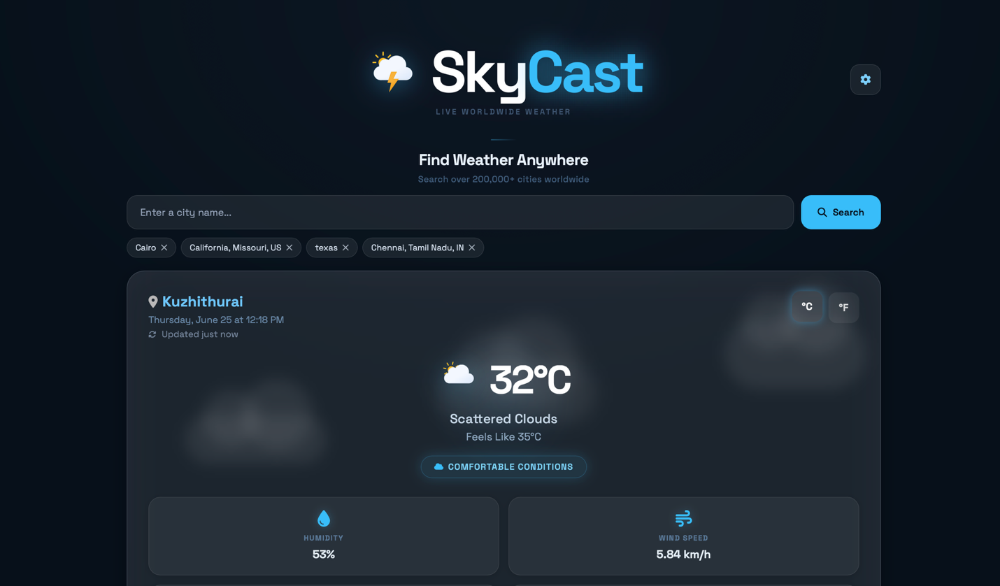 SkyCast
LIVE WORLDWIDE WEATHER
Find Weather Anywhere
Search over 200,000+ cities worldwide
Enter a city name...
Search
Cairo
California, Missouri, US
texas
Chennai, Tamil Nadu, IN
Kuzhithurai
°C
°F
Thursday, June 25 at 12:18 PM
Updated just now
32°C
Scattered Clouds
Feels Like 35°C
COMFORTABLE CONDITIONS
HUMIDITY
53%
WIND SPEED
5.84 km/h